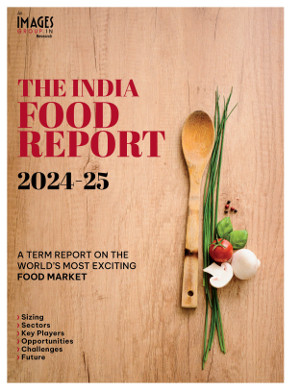 IMAGES
GROUP.IN
Research
THE INDIA
FOOD
REPORT
2024-25
A TERM REPORT ON THE
WORLD'S MOST EXCITING
FOOD MARKET
› Sizing
› Sectors
› Key Players
› Opportunities
› Challenges
› Future